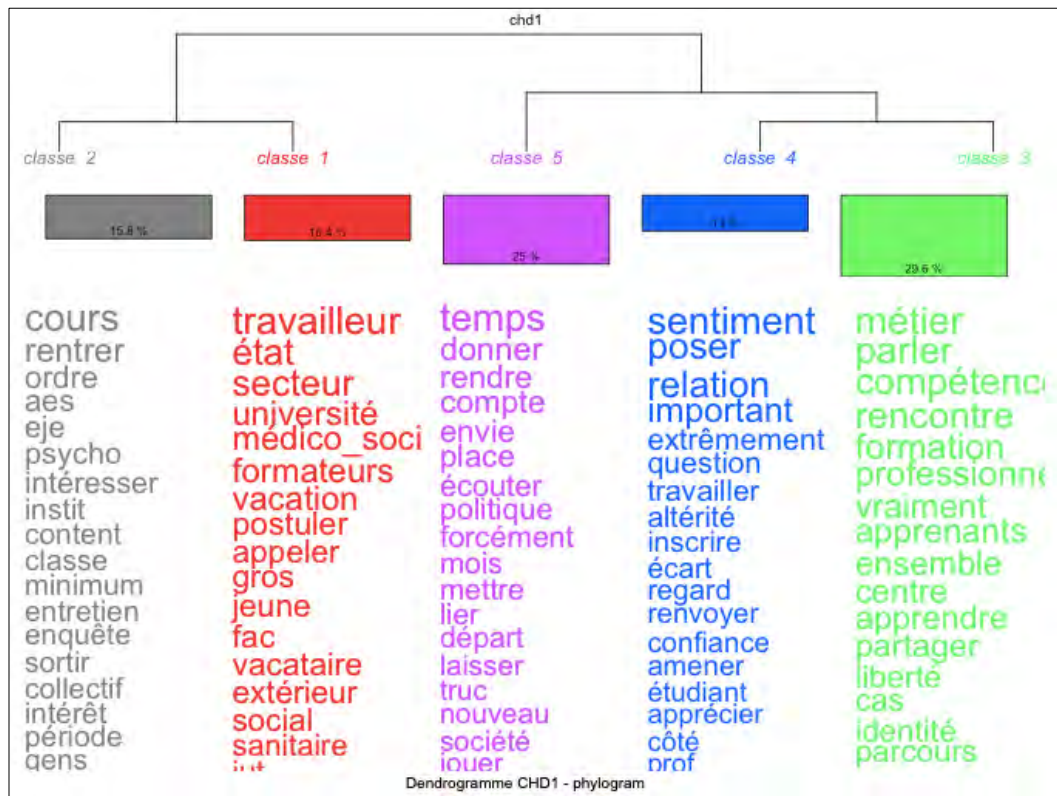 chd1
classe 2
classe 1
classe 5
classe 4
classe 3
15.8 %
16.4 %
25 %
29.6 %
cours
rentrer
ordre
aes
eje
psycho
intéresser
instit
content
classe
minimum
entretien
enquête
sortir
collectif
intérêt
période
gens
travailleur
état
secteur
université
médico_soci
formateurs
vacation
postuler
appeler
gros
jeune
fac
vacataire
extérieur
social
sanitaire
temps
donner
rendre
compte
envie
place
écouter
politique
forcément
mois
mettre
lier
départ
laisser
truc
nouveau
société
jouer
sentiment
poser
relation
important
extrêmement
question
travailler
altérité
inscrire
écart
regard
renvoyer
confiance
amener
étudiant
apprécier
côté
prof
métier
parler
compétence
rencontre
formation
professionne
vraiment
apprenants
ensemble
centre
apprendre
partager
liberté
cas
identité
parcours
Dendrogramme CHD1 - phylogram